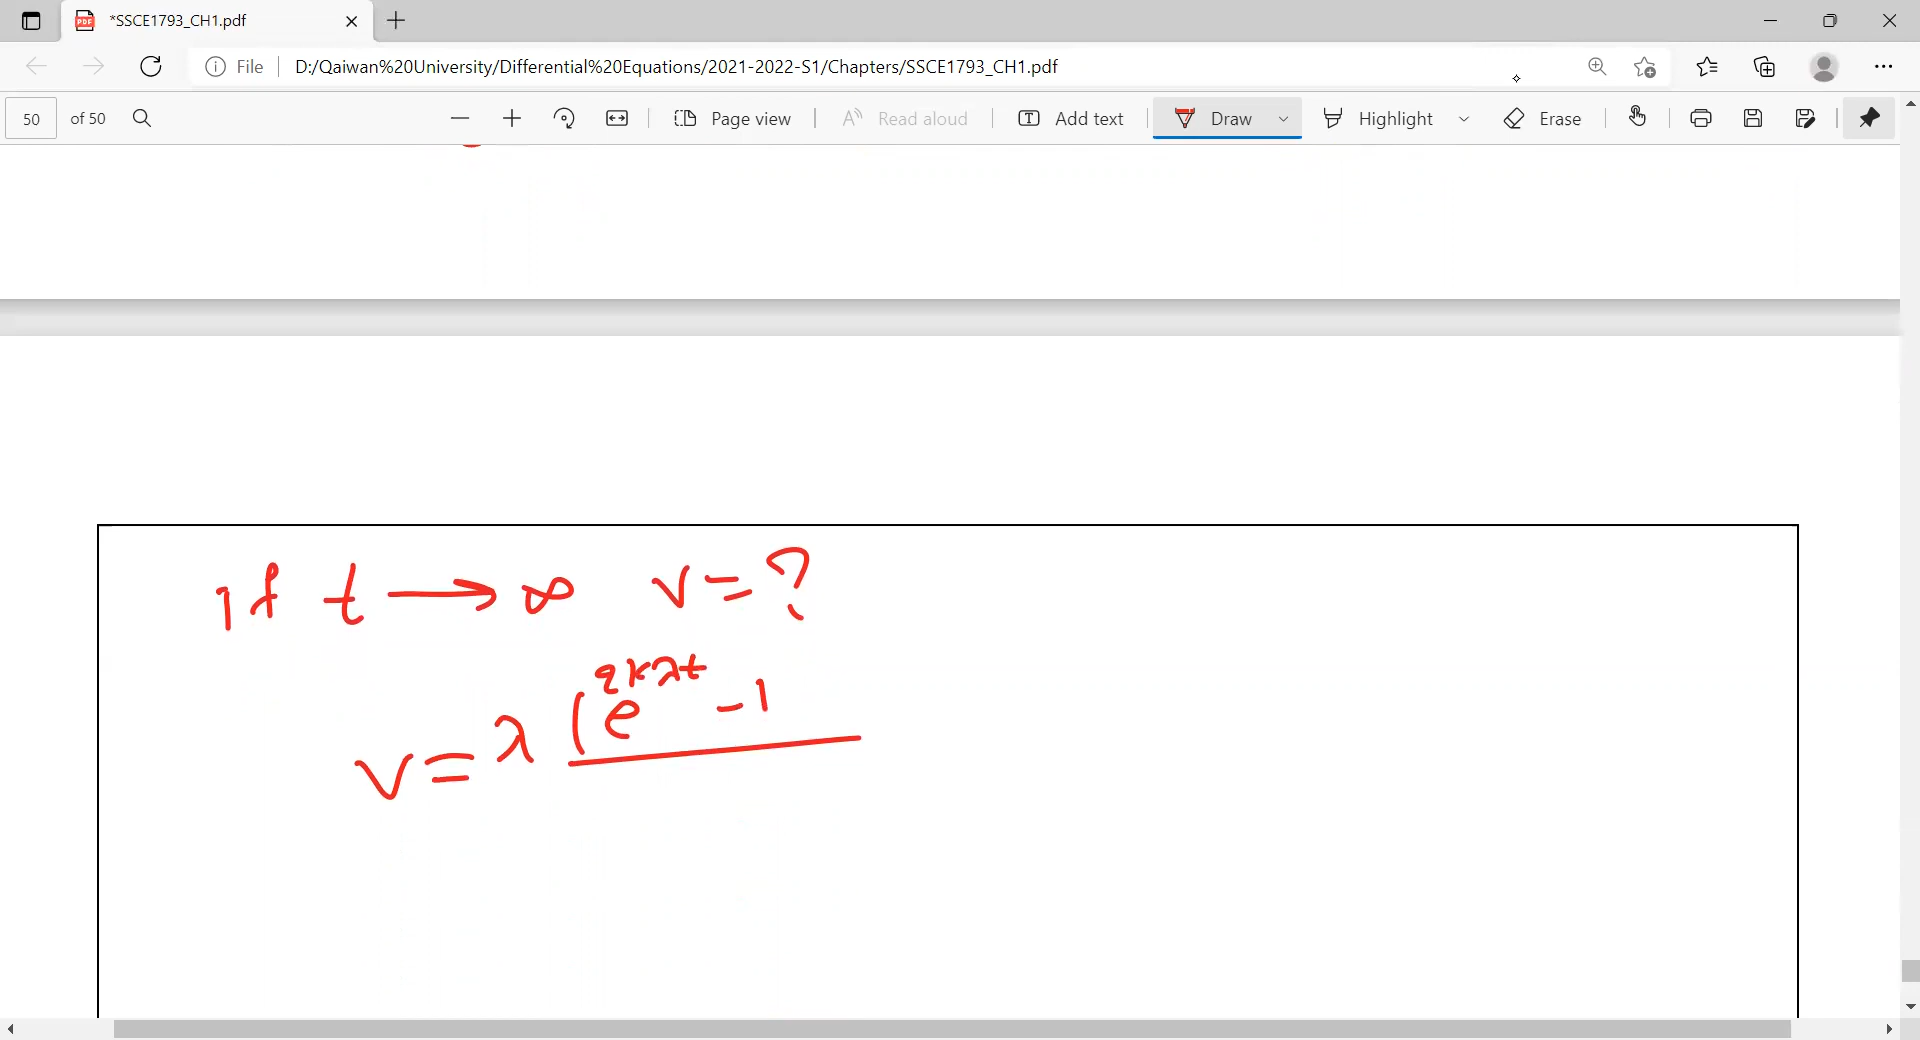 *SSCE1793_CH1.pdf
File D:/Qaiwan%20University/Differential%20Equations/2021-2022-S1/Chapters/SSCE1793_CH1.pdf
50 of 50 Page view Read aloud Add text Draw Highlight Erase
if t → ∞ v = ?
v = λ (e^2kλt - 1